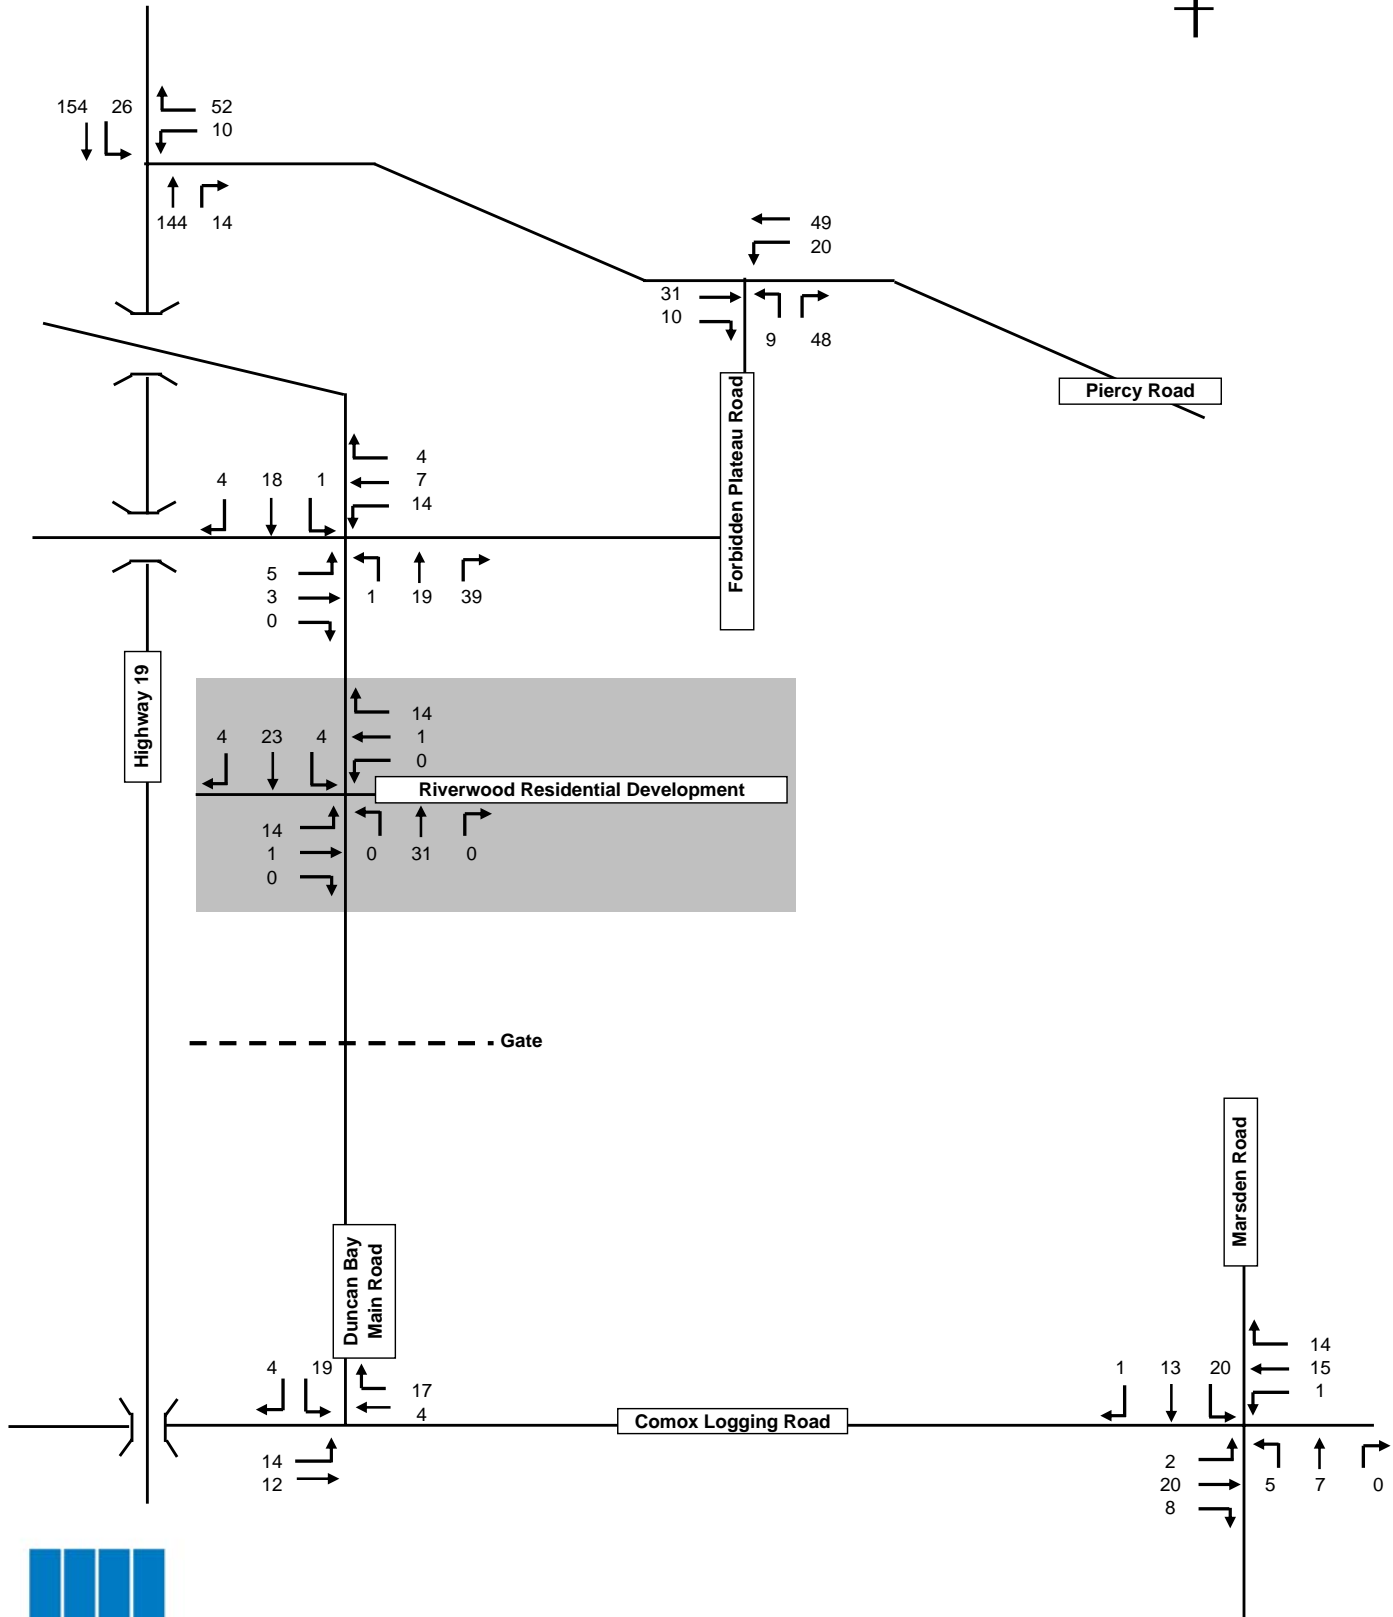 154 26 52
10
144 14
49
20
31
10
9 48
Piercy Road
Forbidden Plateau Road
4
4 18 1 7
14
5
3 1 19 39
0
Highway 19
14
4 23 4 1
0
Riverwood Residential Development
14
1 0 31 0
0
Gate
Marsden Road
Duncan Bay
Main Road
4 19
17
4
14
12
Comox Logging Road
14
1 13 20 15
1
2
20 5 7 0
8